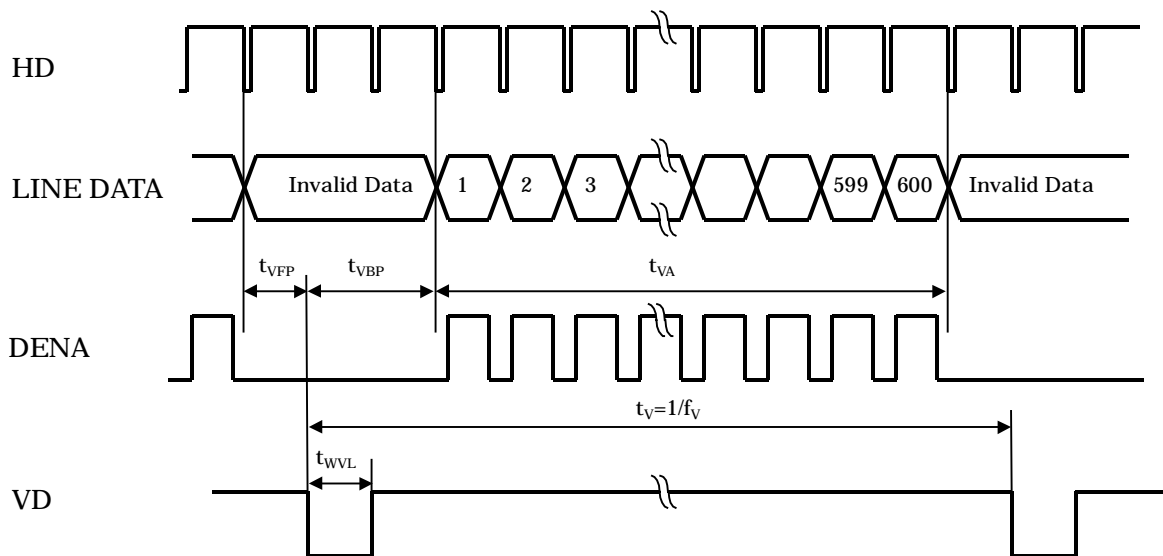 HD
LINE DATA Invalid Data 1 2 3 599 600 Invalid Data
tVFP tVBP tVA
DENA
tV=1/fV
tWVL
VD